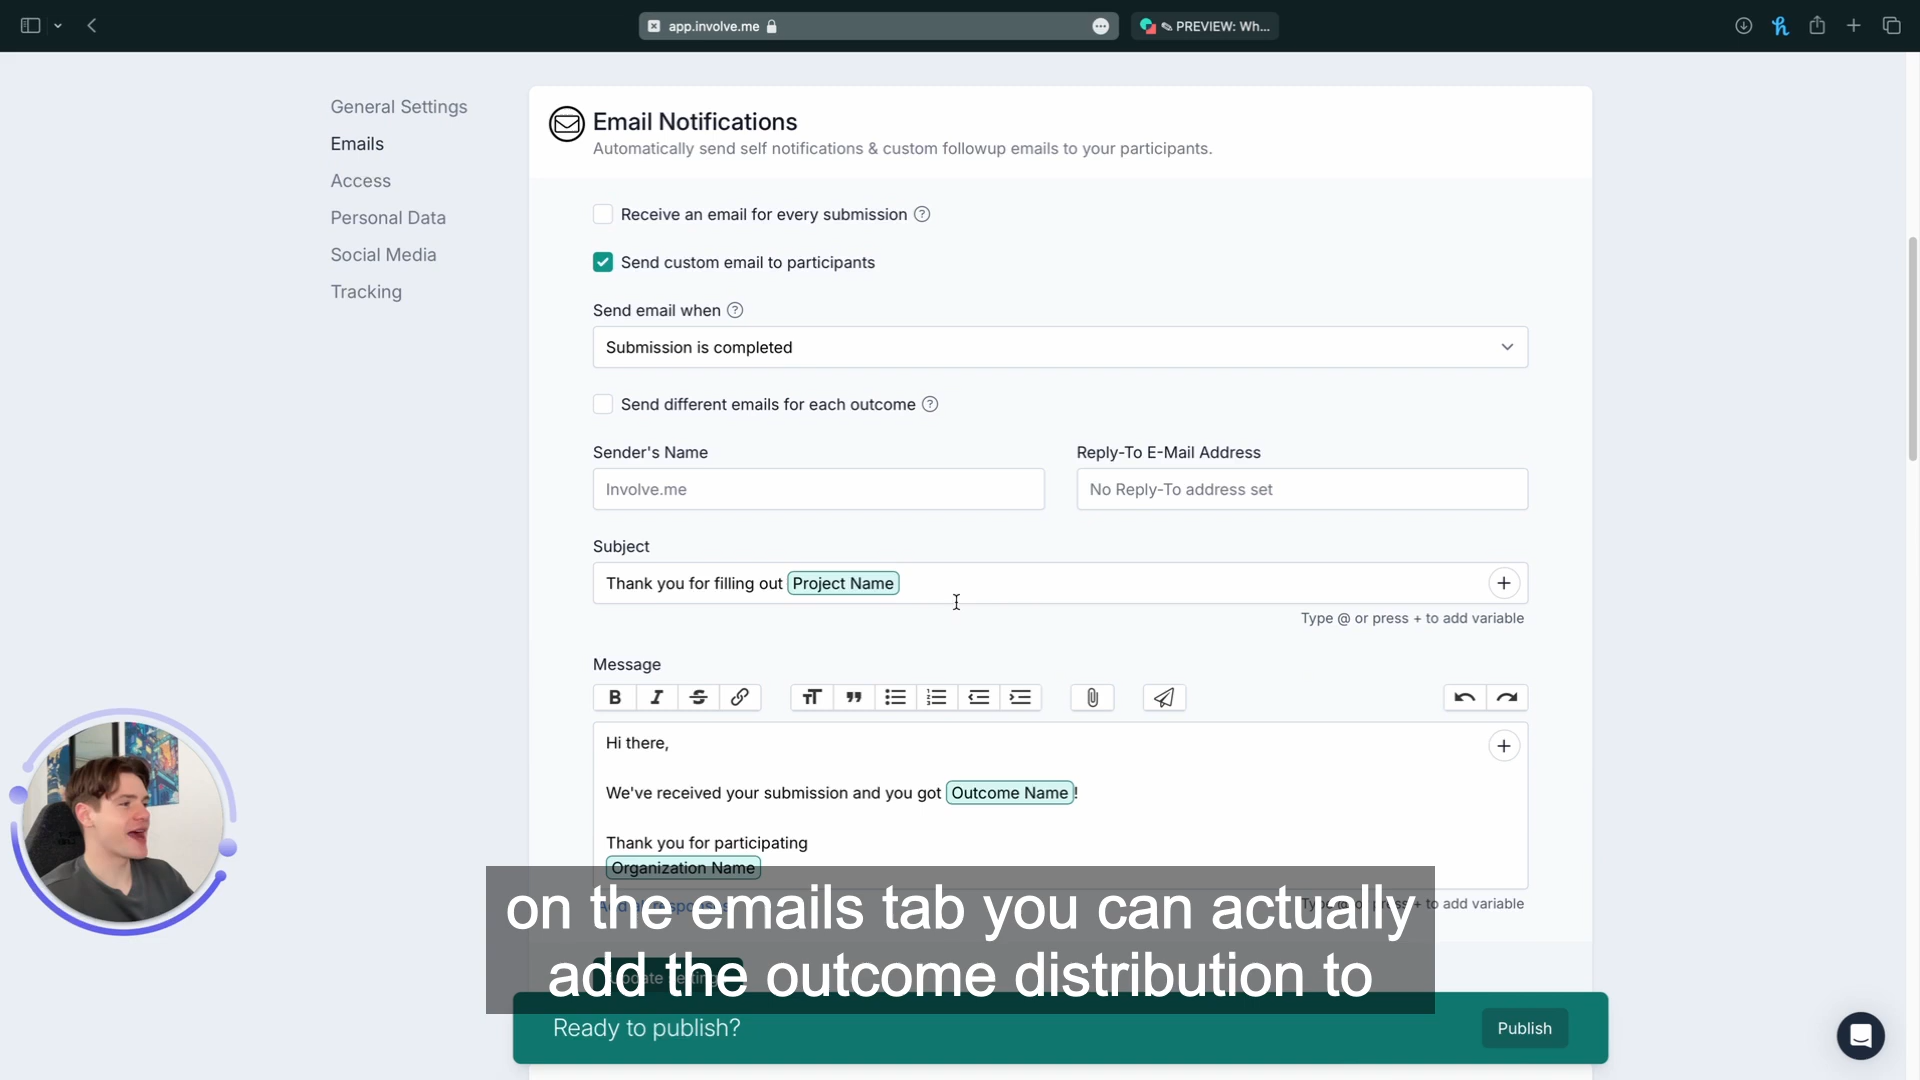 app.involve.me
PREVIEW: Wh...
General Settings
Emails
Access
Personal Data
Social Media
Tracking
Email Notifications
Automatically send self notifications & custom followup emails to your participants.
Receive an email for every submission
Send custom email to participants
Send email when
Submission is completed
Send different emails for each outcome
Sender's Name
Reply-To E-Mail Address
Involve.me
No Reply-To address set
Subject
Thank you for filling out Project Name
Type @ or press + to add variable
Message
Hi there,
We've received your submission and you got Outcome Name!
Thank you for participating
Organization Name
to add variable
on the emails tab you can actually
add the outcome distribution to
Ready to publish?
Publish